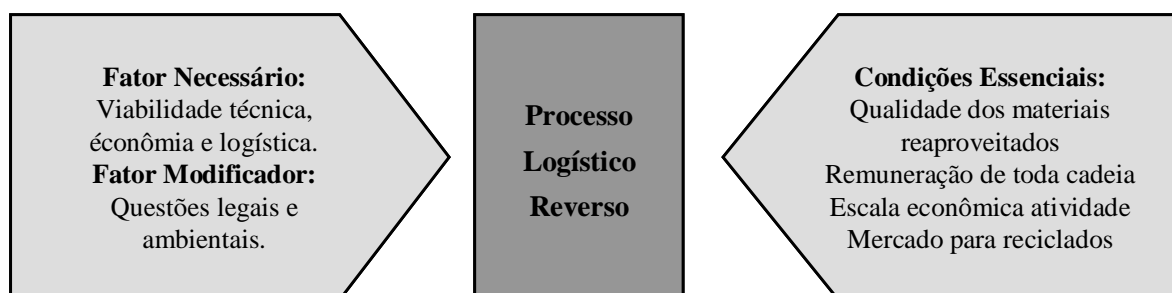 Fator Necessário:
Viabilidade técnica,
éconômia e logística.
Fator Modificador:
Questões legais e
ambientais.
Processo
Logístico
Reverso
Condições Essenciais:
Qualidade dos materiais
reaproveitados
Remuneração de toda cadeia
Escala econômica atividade
Mercado para reciclados